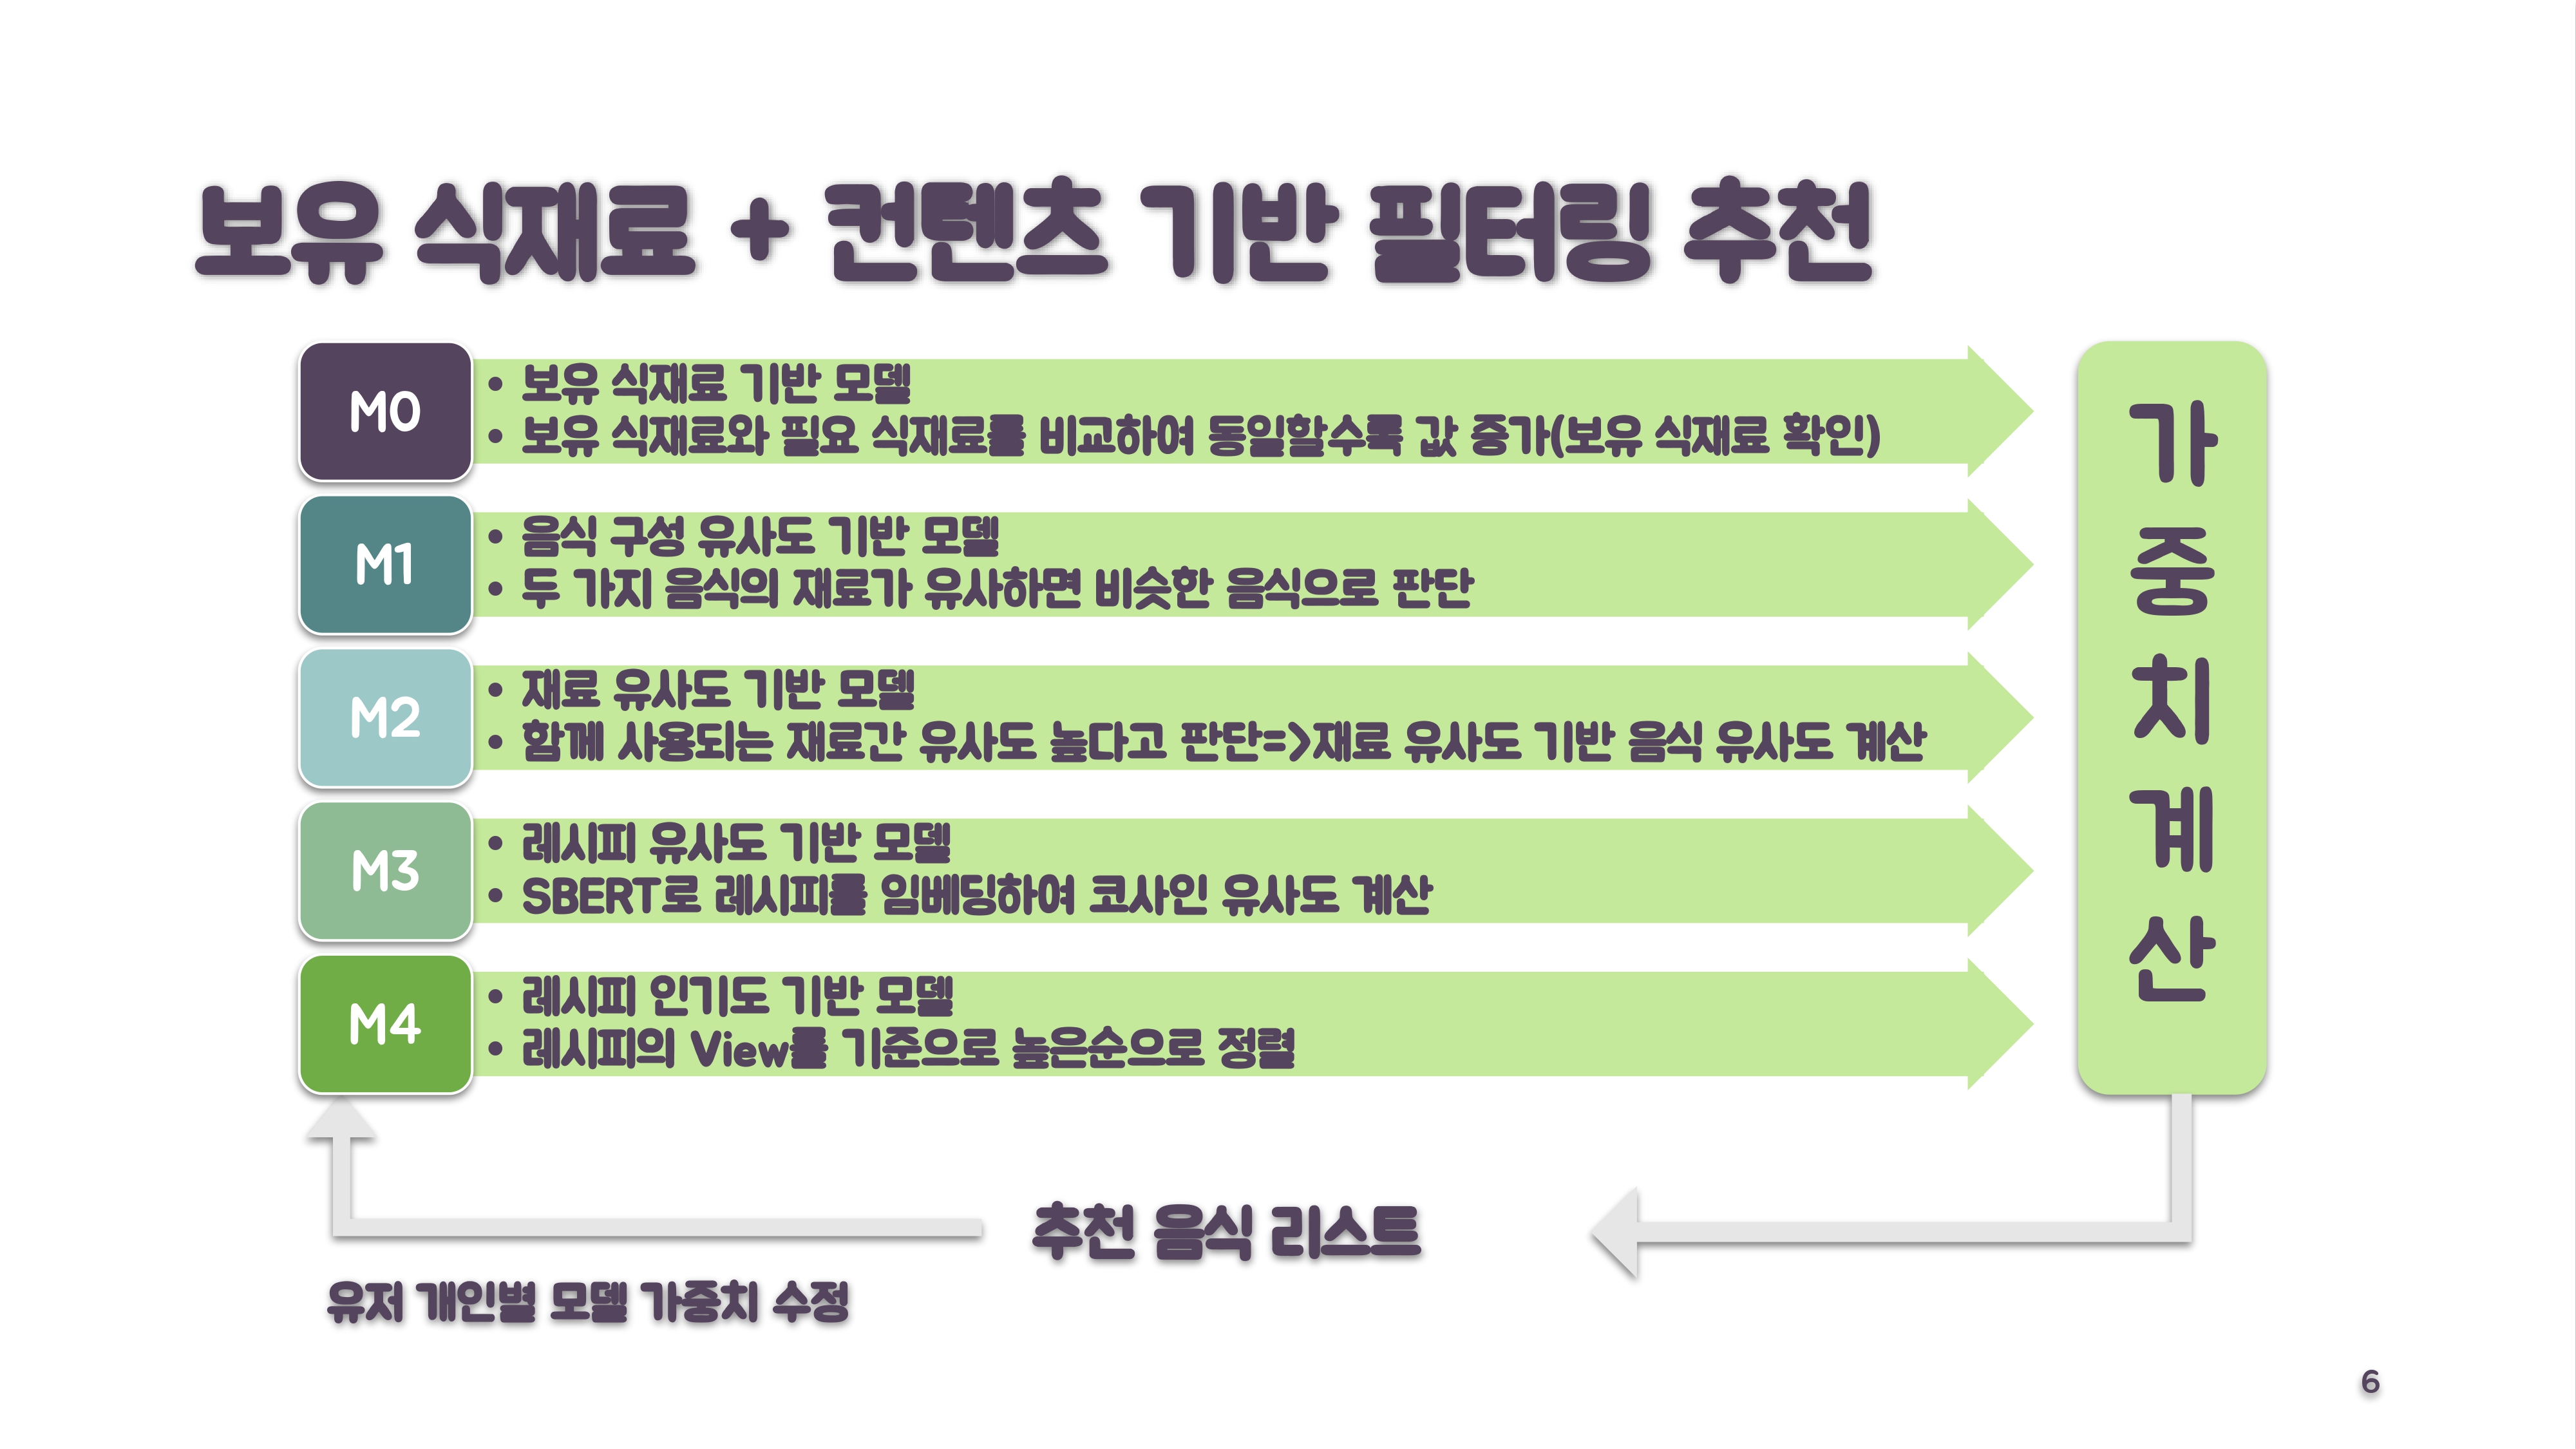 보유 식재료 + 컨텐츠 기반 필터링 추천
M0
• 보유 식재료 기반 모델
• 보유 식재료와 필요 식재료를 비교하여 동일할수록 값 증가(보유 식재료 확인)
M1
• 음식 구성 유사도 기반 모델
• 두 가지 음식의 재료가 유사하면 비슷한 음식으로 판단
M2
• 재료 유사도 기반 모델
• 함께 사용되는 재료간 유사도 높다고 판단=>재료 유사도 기반 음식 유사도 계산
M3
• 레시피 유사도 기반 모델
• SBERT로 레시피를 임베딩하여 코사인 유사도 계산
M4
• 레시피 인기도 기반 모델
• 레시피의 View를 기준으로 높은순으로 정렬
가
중
치
계
산
추천 음식 리스트
유저 개인별 모델 가중치 수정
6